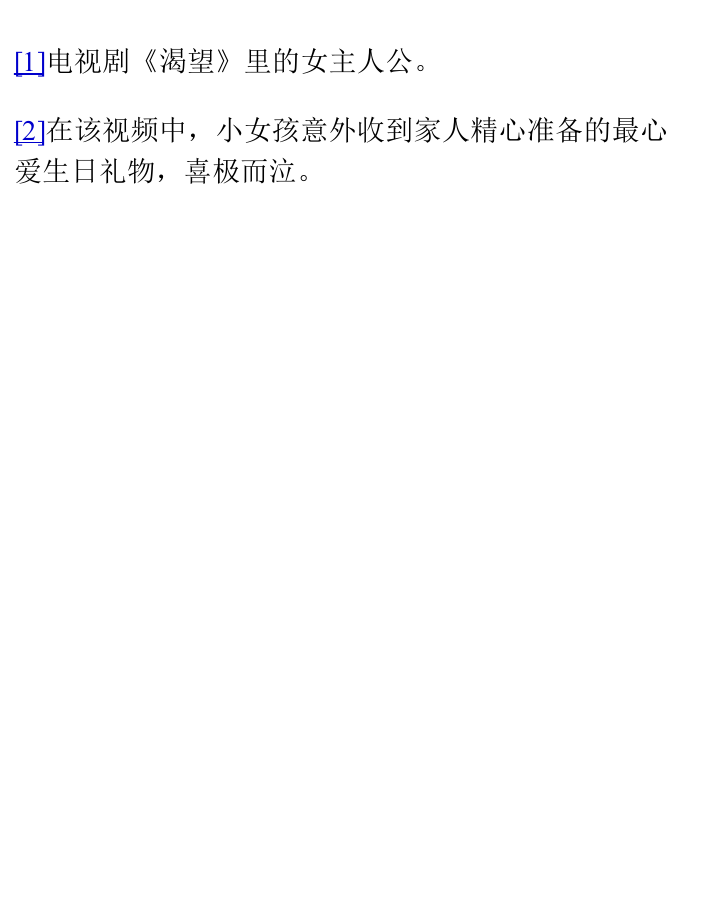 [1]电视剧《渴望》里的女主人公。
[2]在该视频中，小女孩意外收到家人精心准备的最心
爱生日礼物，喜极而泣。